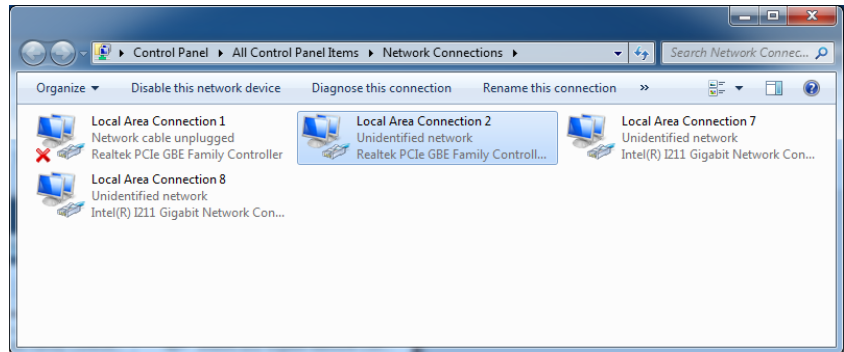 Control Panel ▸ All Control Panel Items ▸ Network Connections ▸
Search Network Connec...
Organize Disable this network device Diagnose this connection Rename this connection »
Local Area Connection 1
Network cable unplugged
Realtek PCIe GBE Family Controller
Local Area Connection 2
Unidentified network
Realtek PCIe GBE Family Controll...
Local Area Connection 7
Unidentified network
Intel(R) I211 Gigabit Network Con...
Local Area Connection 8
Unidentified network
Intel(R) I211 Gigabit Network Con...